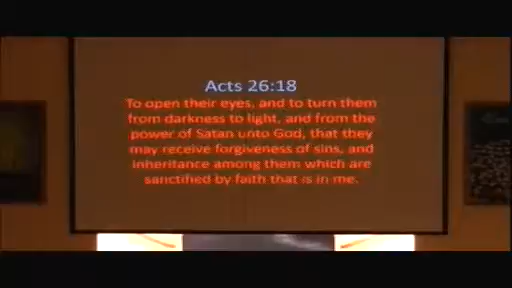 Acts 26:18
To open their eyes, and to turn them
from darkness to light, and from the
power of Satan unto God, that they
may receive forgiveness of sins, and
inheritance among them which are
sanctified by faith that is in me.